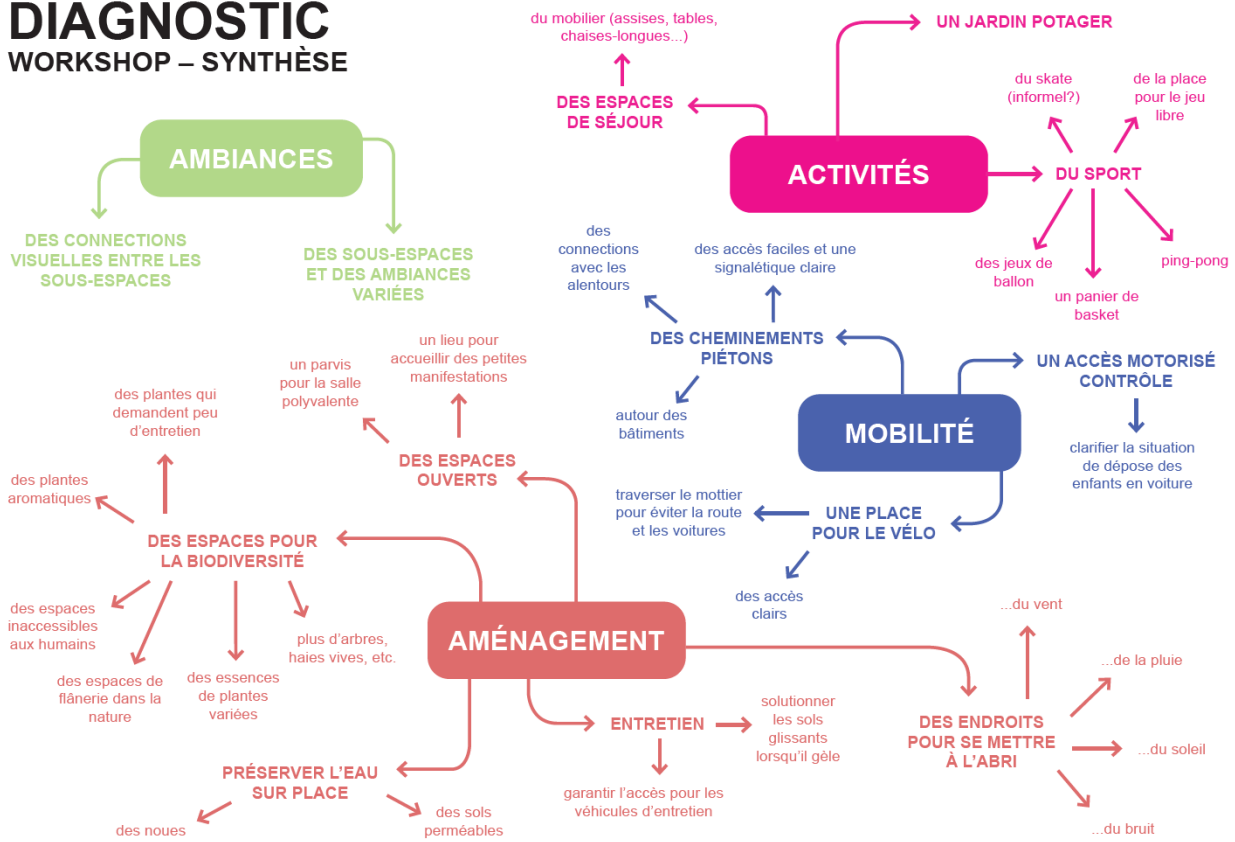 DIAGNOSTIC
WORKSHOP – SYNTHÈSE
AMBIANCES
DES CONNECTIONS
VISUELLES ENTRE LES
SOUS-ESPACES
DES SOUS-ESPACES
ET DES AMBIANCES
VARIÉES
du mobilier (assises, tables,
chaises-longues...)
DES ESPACES
DE SÉJOUR
UN JARDIN POTAGER
ACTIVITÉS
du skate
(informel?)
de la place
pour le jeu
libre
DU SPORT
des jeux de
ballon
un panier de
basket
ping-pong
des
connections
avec les
alentours
des accès faciles et une
signalétique claire
DES CHEMINEMENTS
PIÉTONS
autour des
bâtiments
MOBILITÉ
UN ACCÈS MOTORISÉ
CONTRÔLE
clarifier la situation
de dépose des
enfants en voiture
traverser le mottier
pour éviter la route
et les voitures
UNE PLACE
POUR LE VÉLO
des accès
clairs
un parvis
pour la salle
polyvalente
un lieu pour
accueillir des petites
manifestations
DES ESPACES
OUVERTS
des plantes qui
demandent peu
d'entretien
des plantes
aromatiques
DES ESPACES POUR
LA BIODIVERSITÉ
des espaces
inaccessibles
aux humains
des espaces de
flânerie dans la
nature
des essences
de plantes
variées
plus d'arbres,
haies vives, etc.
AMÉNAGEMENT
PRÉSERVER L'EAU
SUR PLACE
des noues
des sols
perméables
ENTRETIEN
solutionner
les sols
glissants
lorsqu'il gèle
garantir l'accès pour les
véhicules d'entretien
DES ENDROITS
POUR SE METTRE
À L'ABRI
...du vent
...de la pluie
...du soleil
...du bruit